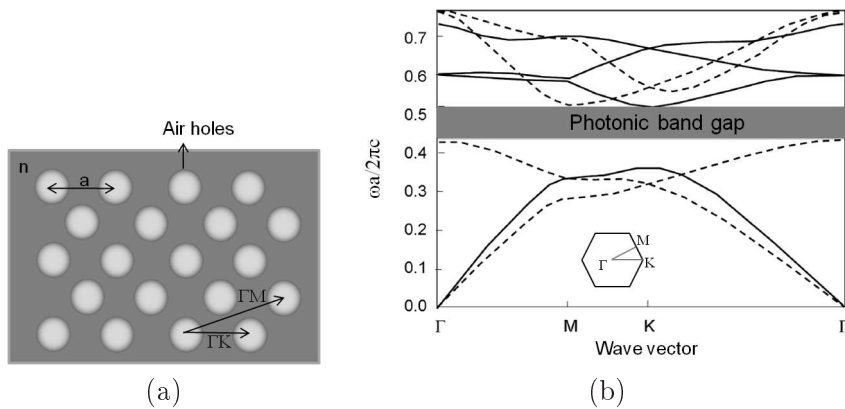 Air holes
n
a
ΓM
ΓK
(a)
ωa/2πc
0.7
0.6
0.5
0.4
0.3
0.2
0.1
0.0
Photonic band gap
M
Γ
K
Γ
M
K
Γ
Wave vector
(b)